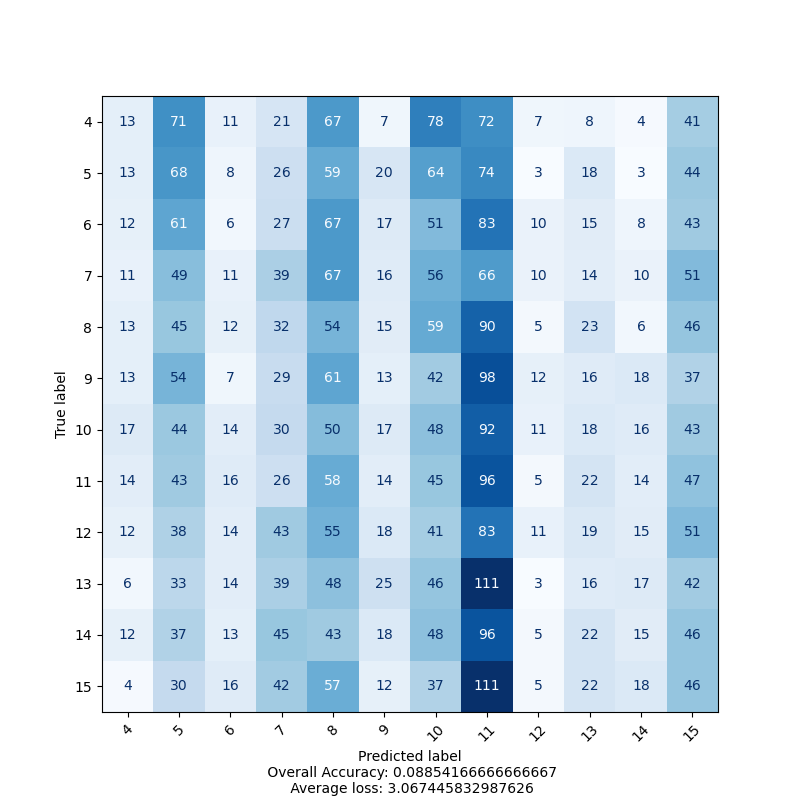 4 13 71 11 21 67 7 78 72 7 8 4 41
5 13 68 8 26 59 20 64 74 3 18 3 44
6 12 61 6 27 67 17 51 83 10 15 8 43
7 11 49 11 39 67 16 56 66 10 14 10 51
8 13 45 12 32 54 15 59 90 5 23 6 46
9 13 54 7 29 61 13 42 98 12 16 18 37
10 17 44 14 30 50 17 48 92 11 18 16 43
11 14 43 16 26 58 14 45 96 5 22 14 47
12 12 38 14 43 55 18 41 83 11 19 15 51
13 6 33 14 39 48 25 46 111 3 16 17 42
14 12 37 13 45 43 18 48 96 5 22 15 46
15 4 30 16 42 57 12 37 111 5 22 18 46
True label
4 5 6 7 8 9 10 11 12 13 14 15
Predicted label
Overall Accuracy: 0.08854166666666667
Average loss: 3.067445832987626